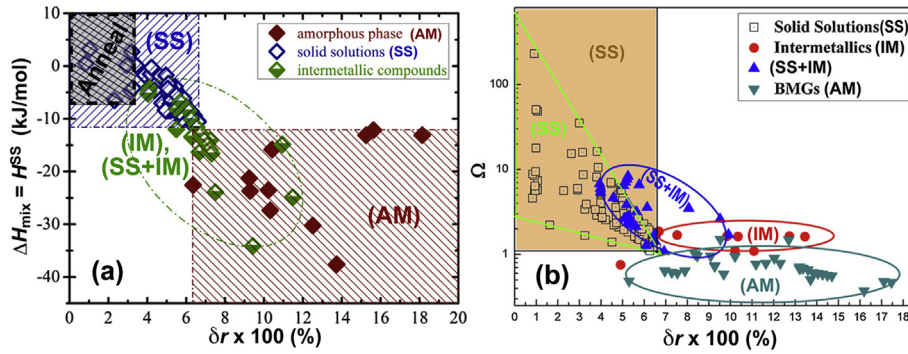 (a)
Anneal
(SS)
amorphous phase (AM)
solid solutions (SS)
intermetallic compounds
(IM),
(SS+IM)
(AM)
ΔHmix = H^SS (kJ/mol)
10
0
-10
-20
-30
-40
0 2 4 6 8 10 12 14 16 18 20
δr x 100 (%)
(b)
(SS)
(SS)
Solid Solutions(SS)
Intermetallics (IM)
(SS+IM)
BMGs (AM)
(SS+IM)
(IM)
(AM)
Ω
100
10
1
0 1 2 3 4 5 6 7 8 9 10 11 12 13 14 15 16 17 18
δr x 100 (%)